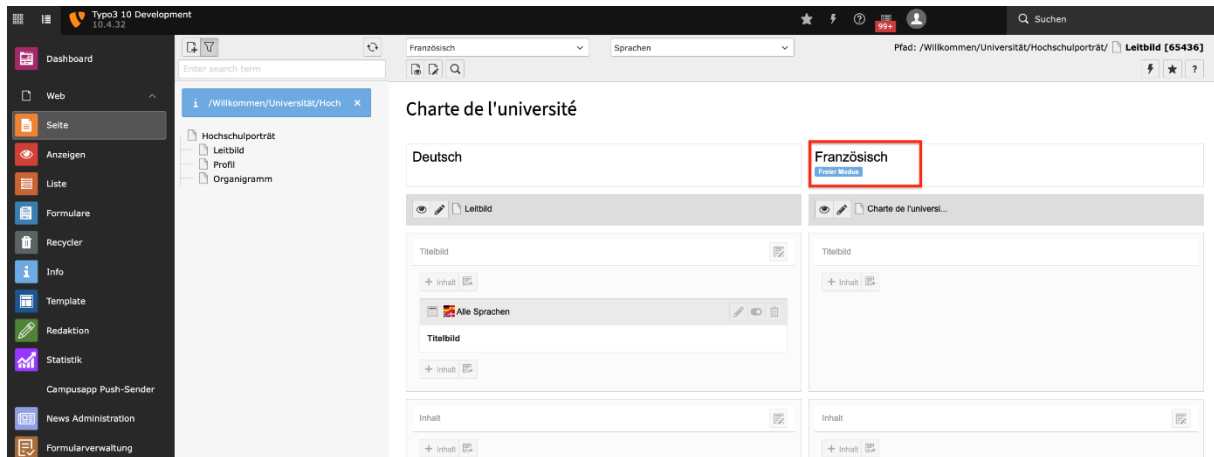 Typo3 10 Development
10.4.32
99+
Q Suchen
Dashboard
Web
Seite
Anzeigen
Liste
Formulare
Recycler
Info
Template
Redaktion
Statistik
Campusapp Push-Sender
News Administration
Formularverwaltung
Enter search term
/Willkommen/Universität/Hoch
Hochschulporträt
Leitbild
Profil
Organigramm
Französisch
Sprachen
Pfad: /Willkommen/Universität/Hochschulporträt/ Leitbild [65436]
Charte de l'université
Deutsch
Französisch
Freier Modus
Leitbild
Charte de l'universi...
Titelbild
Titelbild
+ Inhalt
+ Inhalt
Alle Sprachen
Titelbild
+ Inhalt
Inhalt
Inhalt
+ Inhalt
+ Inhalt